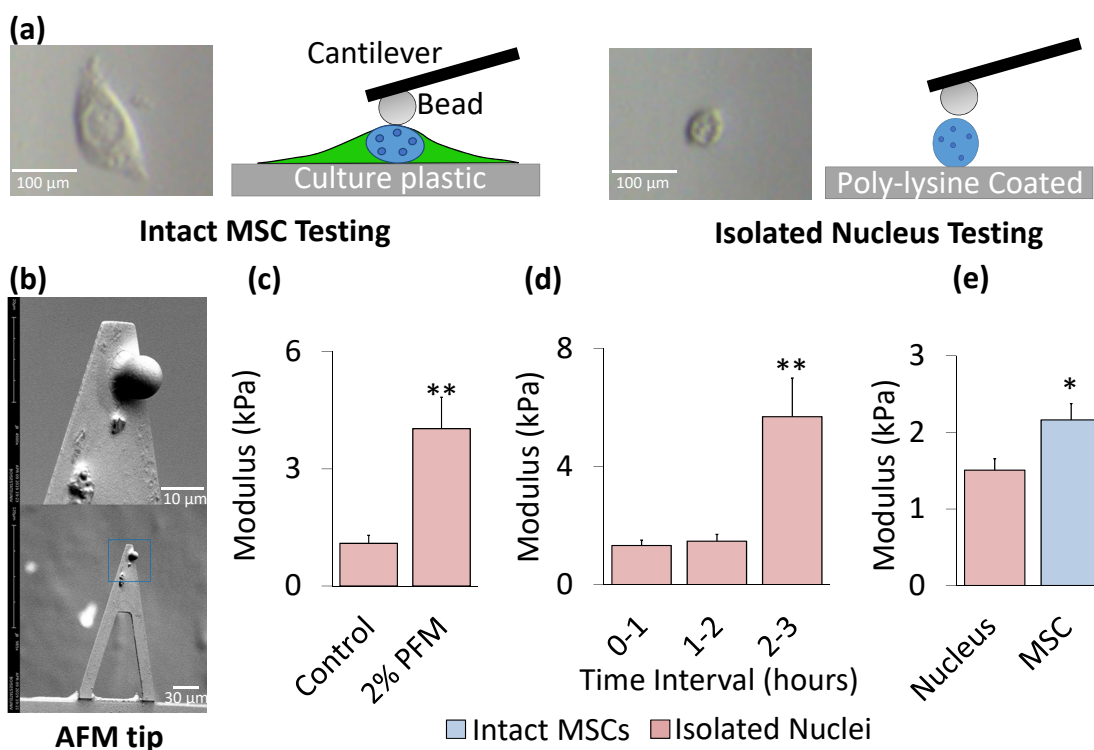 (a)
Cantilever
Bead
Culture plastic
100 µm
Intact MSC Testing
100 µm
Poly-lysine Coated
Isolated Nucleus Testing
(b)
10 µm
30 µm
AFM tip
(c)
Modulus (kPa)
6
3
0
**
Control
2% PFM
(d)
Modulus (kPa)
8
4
0
**
0-1
1-2
2-3
Time Interval (hours)
(e)
Modulus (kPa)
3
2
1
0
*
Nucleus
MSC
Intact MSCs
Isolated Nuclei